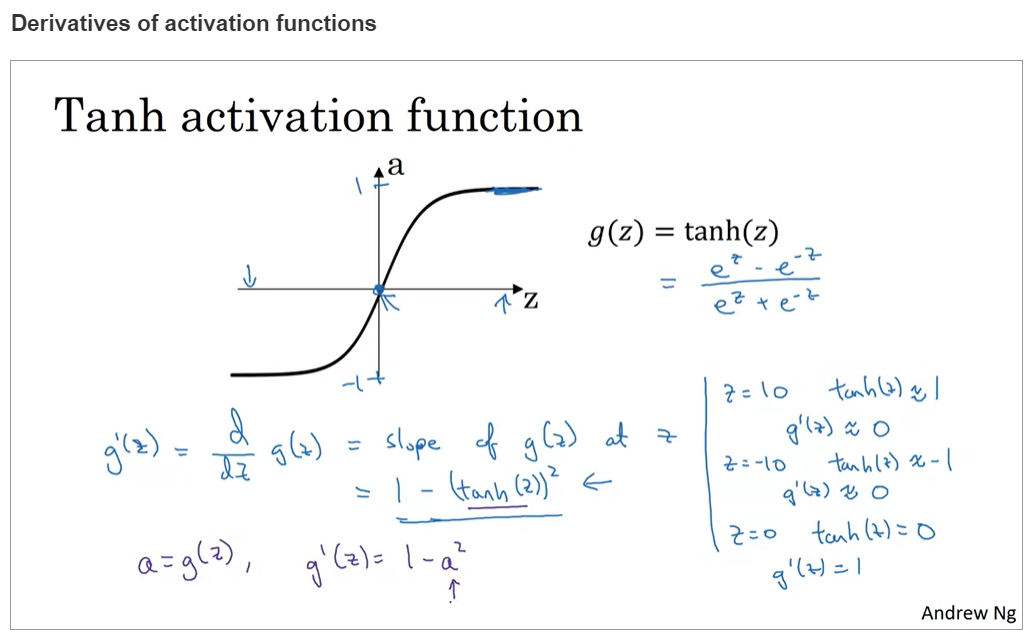 Derivatives of activation functions
Tanh activation function
a
1
g(z) = tanh(z)
= (e^z - e^-z) / (e^z + e^-z)
z
-1
g'(z) = d/dz g(z) = slope of g(z) at z
= 1 - (tanh(z))² ←
a = g(z), g'(z) = 1 - a²
↑
z = 10 tanh(z) ≈ 1
g'(z) ≈ 0
z = -10 tanh(z) ≈ -1
g'(z) ≈ 0
z = 0 tanh(z) = 0
g'(z) = 1
Andrew Ng